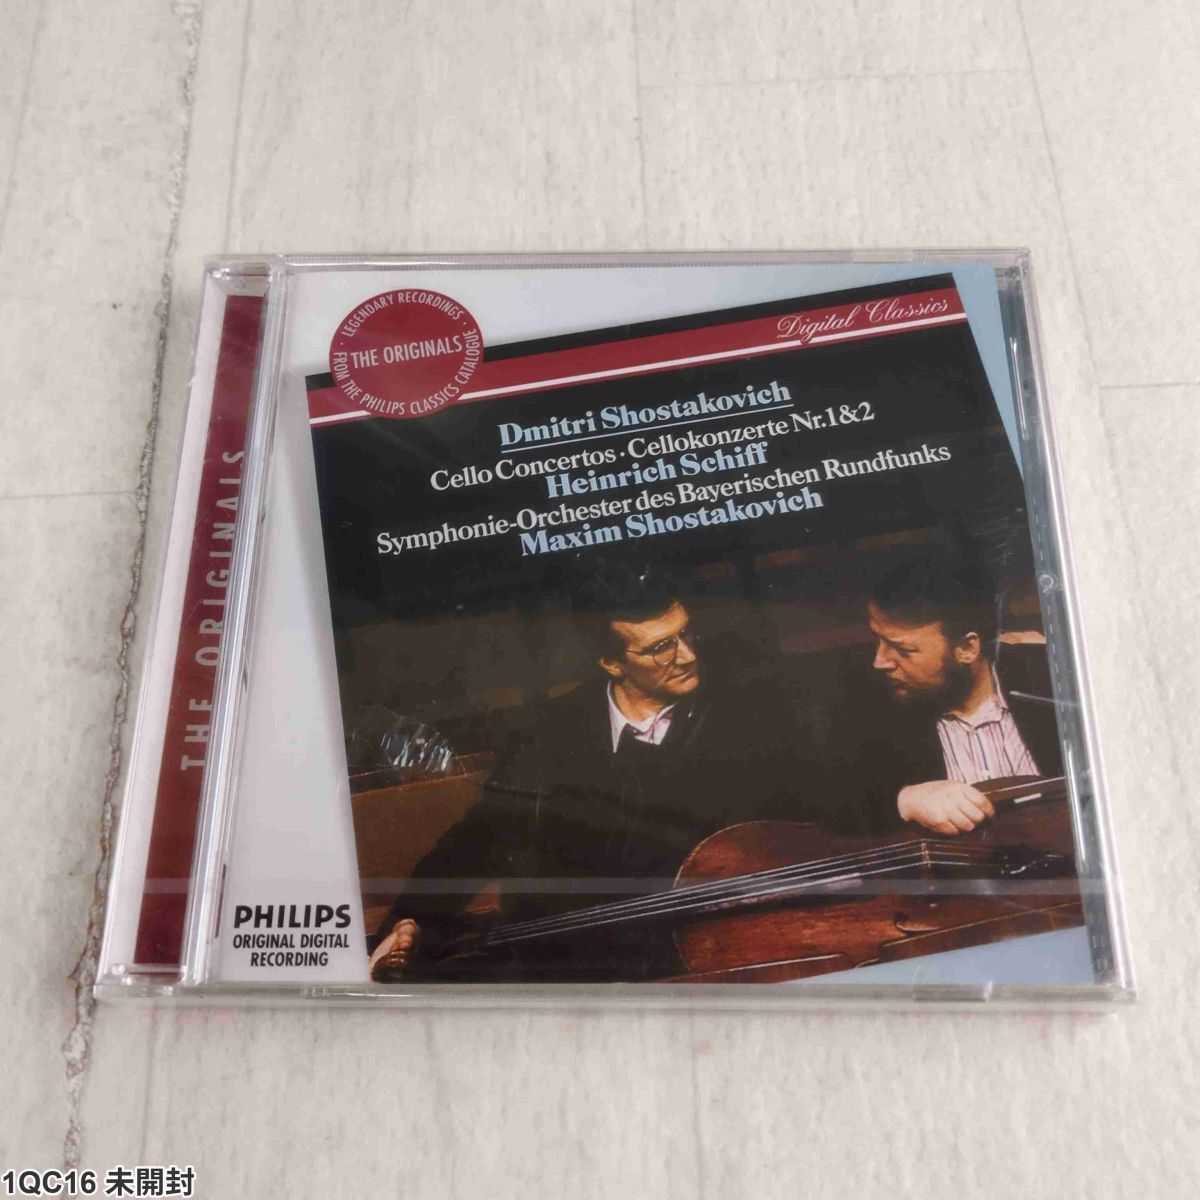 LEGENDARY RECORDINGS ·
THE ORIGINALS
· FROM THE PHILIPS CLASSICS CATALOGUE
Digital Classics
Dmitri Shostakovich
Cello Concertos · Cellokonzerte Nr.1&2
Heinrich Schiff
Symphonie-Orchester des Bayerischen Rundfunks
Maxim Shostakovich
THE ORIGINALS
PHILIPS
ORIGINAL DIGITAL
RECORDING
1QC16 未開封